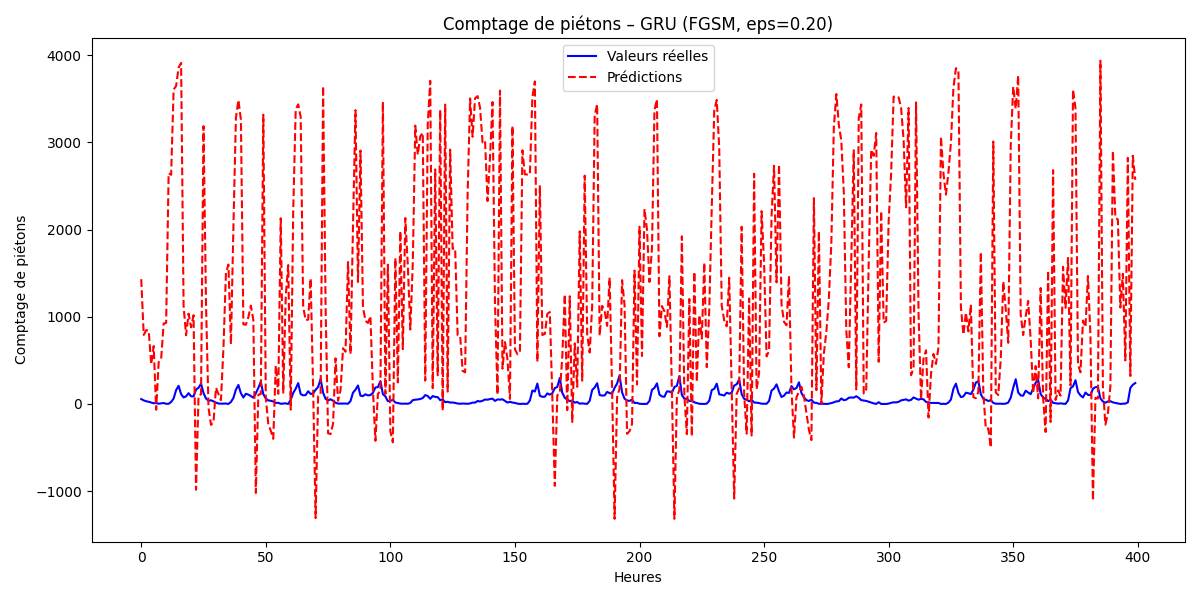 Comptage de piétons – GRU (FGSM, eps=0.20)
Valeurs réelles
Prédictions
Comptage de piétons
4000
3000
2000
1000
0
−1000
0 50 100 150 200 250 300 350 400
Heures